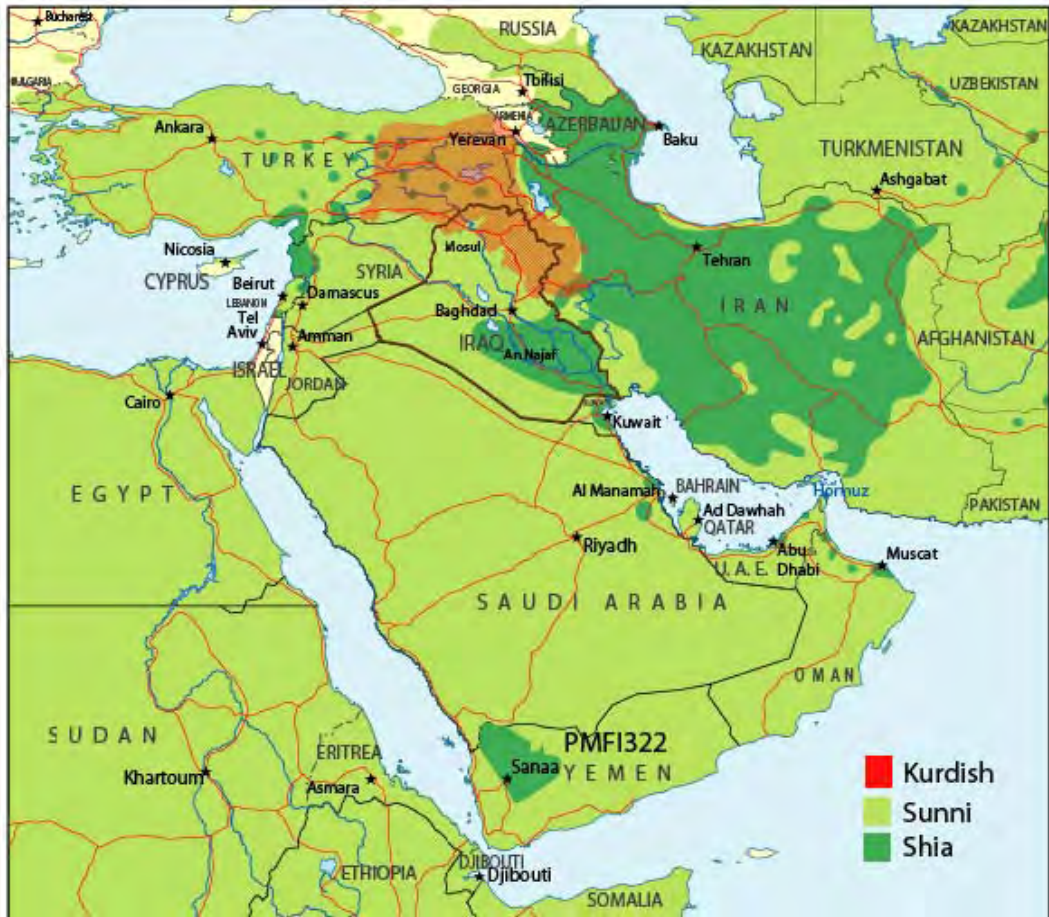 Bucharest
RUSSIA
KAZAKHSTAN
KAZAKHSTAN
BULGARIA
GEORGIA
Tbilisi
UZBEKISTAN
Ankara
ARMENIA
Yerevan
AZERBAIJAN
Baku
TURKEY
TURKMENISTAN
Ashgabat
Nicosia
CYPRUS
Mosul
Tehran
SYRIA
Beirut
LEBANON
Damascus
IRAN
Tel
Aviv
Baghdad
AFGHANISTAN
Amman
IRAQ
An.Najaf
ISRAEL
JORDAN
Cairo
Kuwait
EGYPT
Al Manamah
BAHRAIN
Hormuz
PAKISTAN
Ad Dawhah
QATAR
Riyadh
Abu
Dhabi
U. A. E.
Muscat
SAUDI ARABIA
OMAN
SUDAN
ERITREA
PMFI322
Sanaa
YEMEN
Khartoum
Asmara
DJIBOUTI
Djibouti
ETHIOPIA
SOMALIA
Kurdish
Sunni
Shia